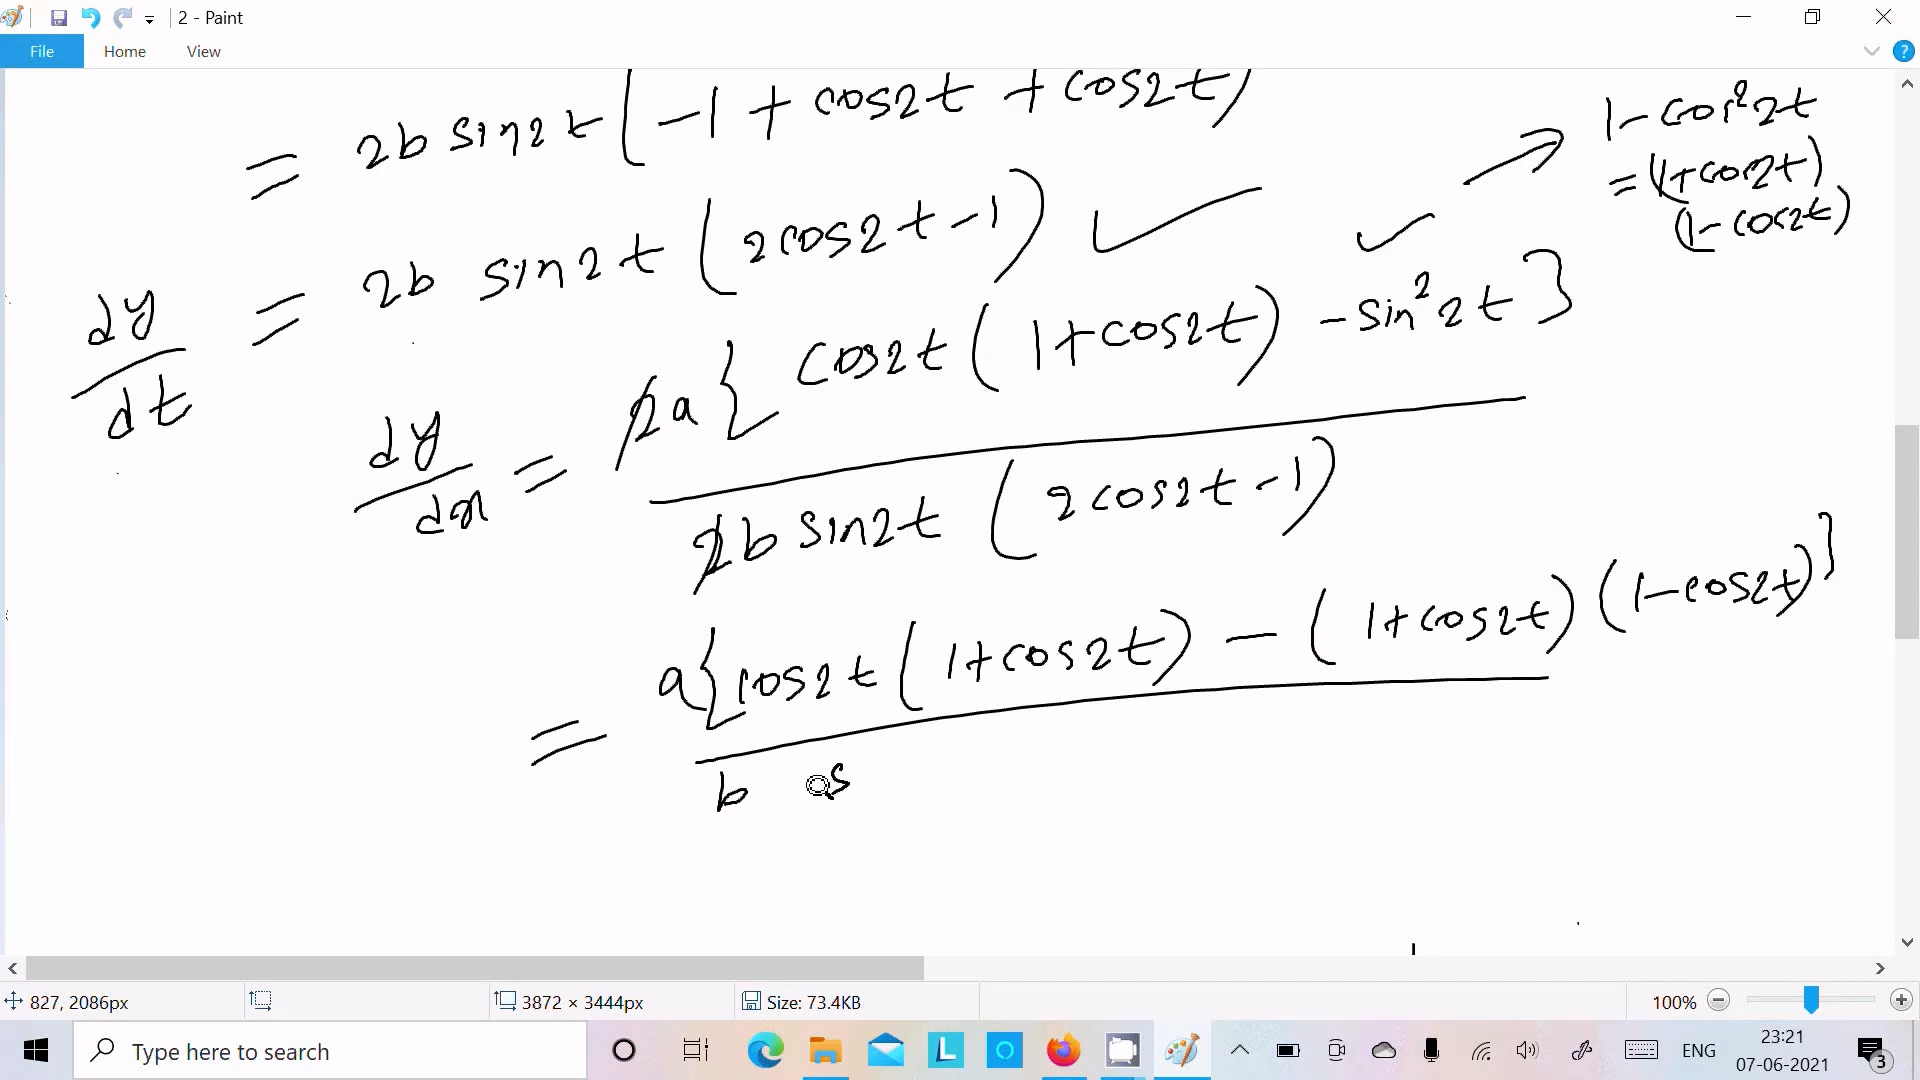 2 - Paint
File Home View
= 2b sin2t (-1 + cos2t + cos2t)
1 - cos²2t
= (1+cos2t)
(1 - cos2t)
dy/dt = 2b sin2t (2cos2t - 1)
dy/dx = 2a { cos2t (1+cos2t) - sin²2t } / 2b sin2t (2cos2t - 1)
= a{cos2t (1+cos2t) - (1+cos2t) (1-cos2t)} / b s
827, 2086px 3872 × 3444px Size: 73.4KB 100%
Type here to search
ENG 23:21
07-06-2021
3